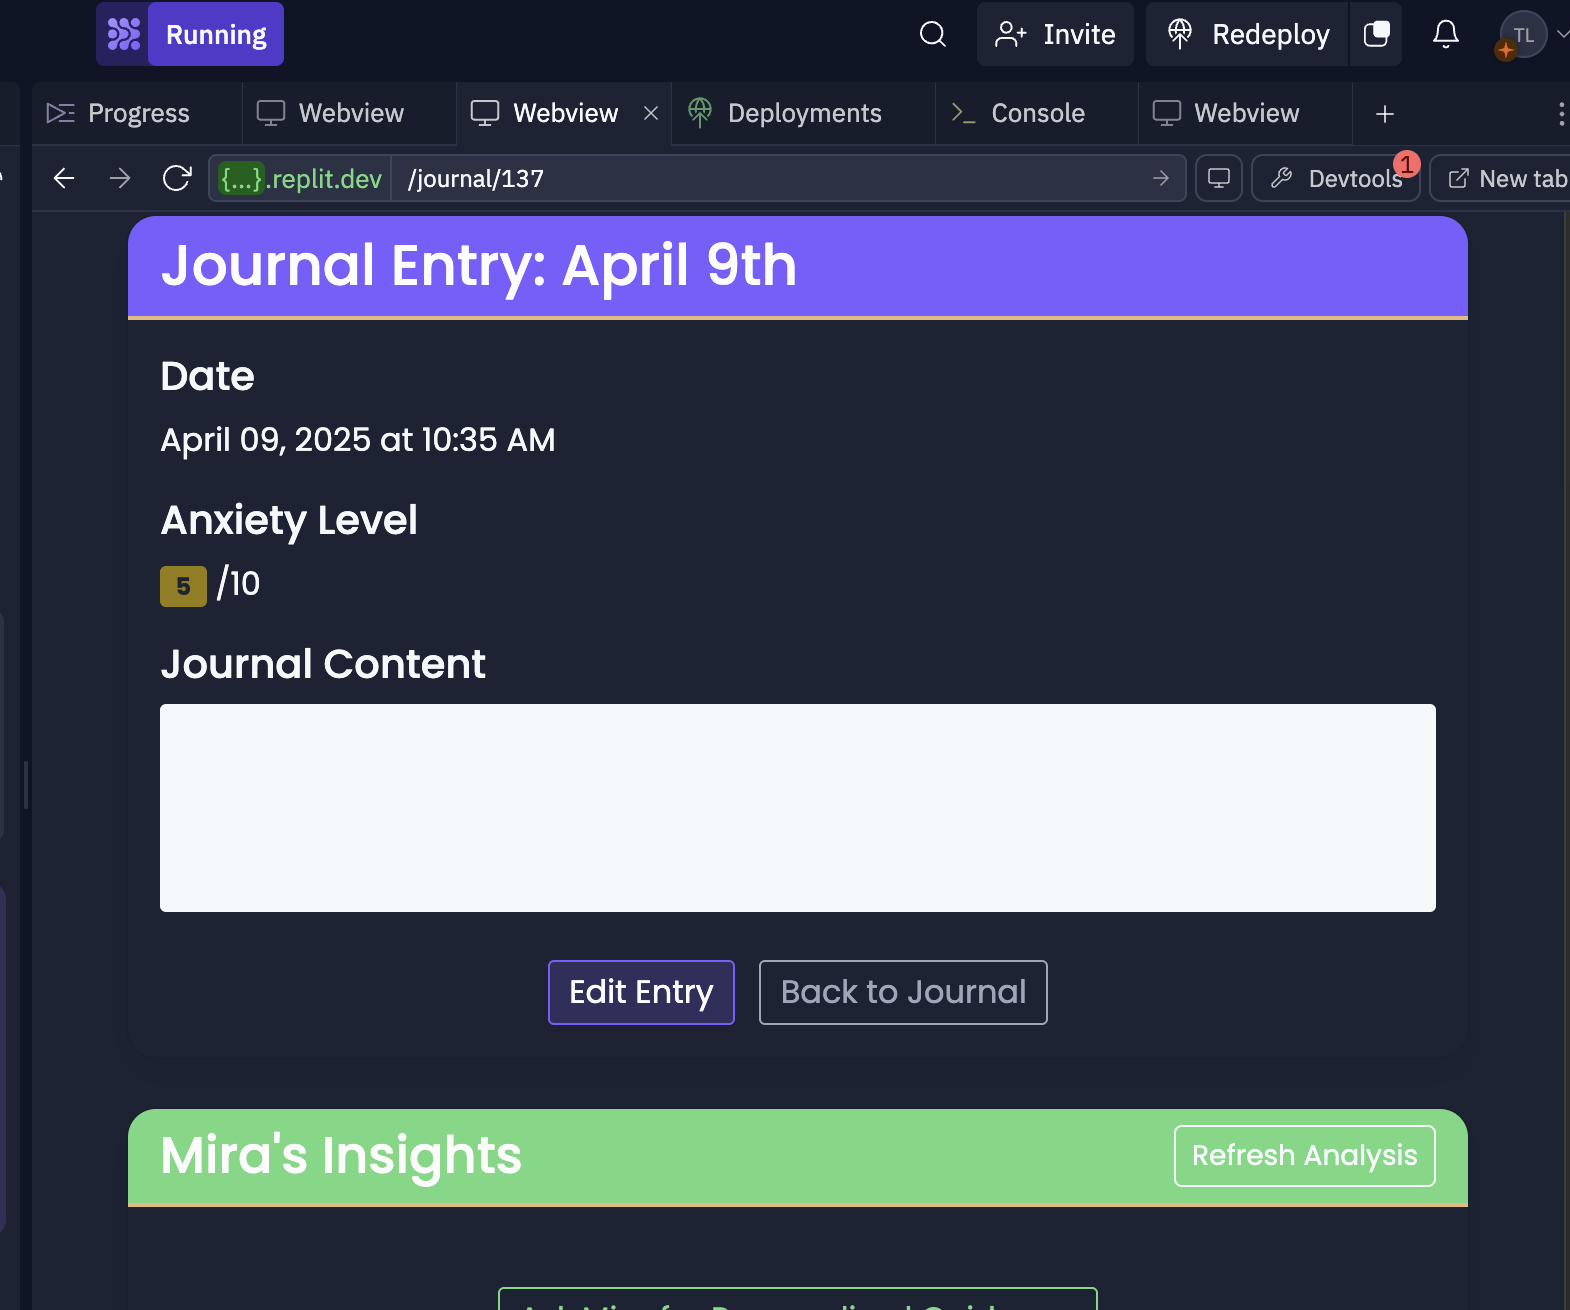 Running
Invite
Redeploy
TL
Progress
Webview
Webview
Deployments
Console
Webview
{...}.replit.dev
/journal/137
Devtools
1
New tab
Journal Entry: April 9th
Date
April 09, 2025 at 10:35 AM
Anxiety Level
5 /10
Journal Content
Edit Entry
Back to Journal
Mira's Insights
Refresh Analysis